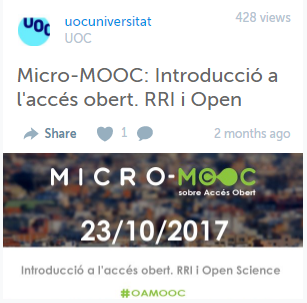 UOC
uocuniversitat
428 views
UOC
Micro-MOOC: Introducció a
l'accés obert. RRI i Open
Share
1
2 months ago
MICRO-MOOC
sobre Accés Obert
23/10/2017
Introducció a l'accés obert. RRI i Open Science
#OAMOOC